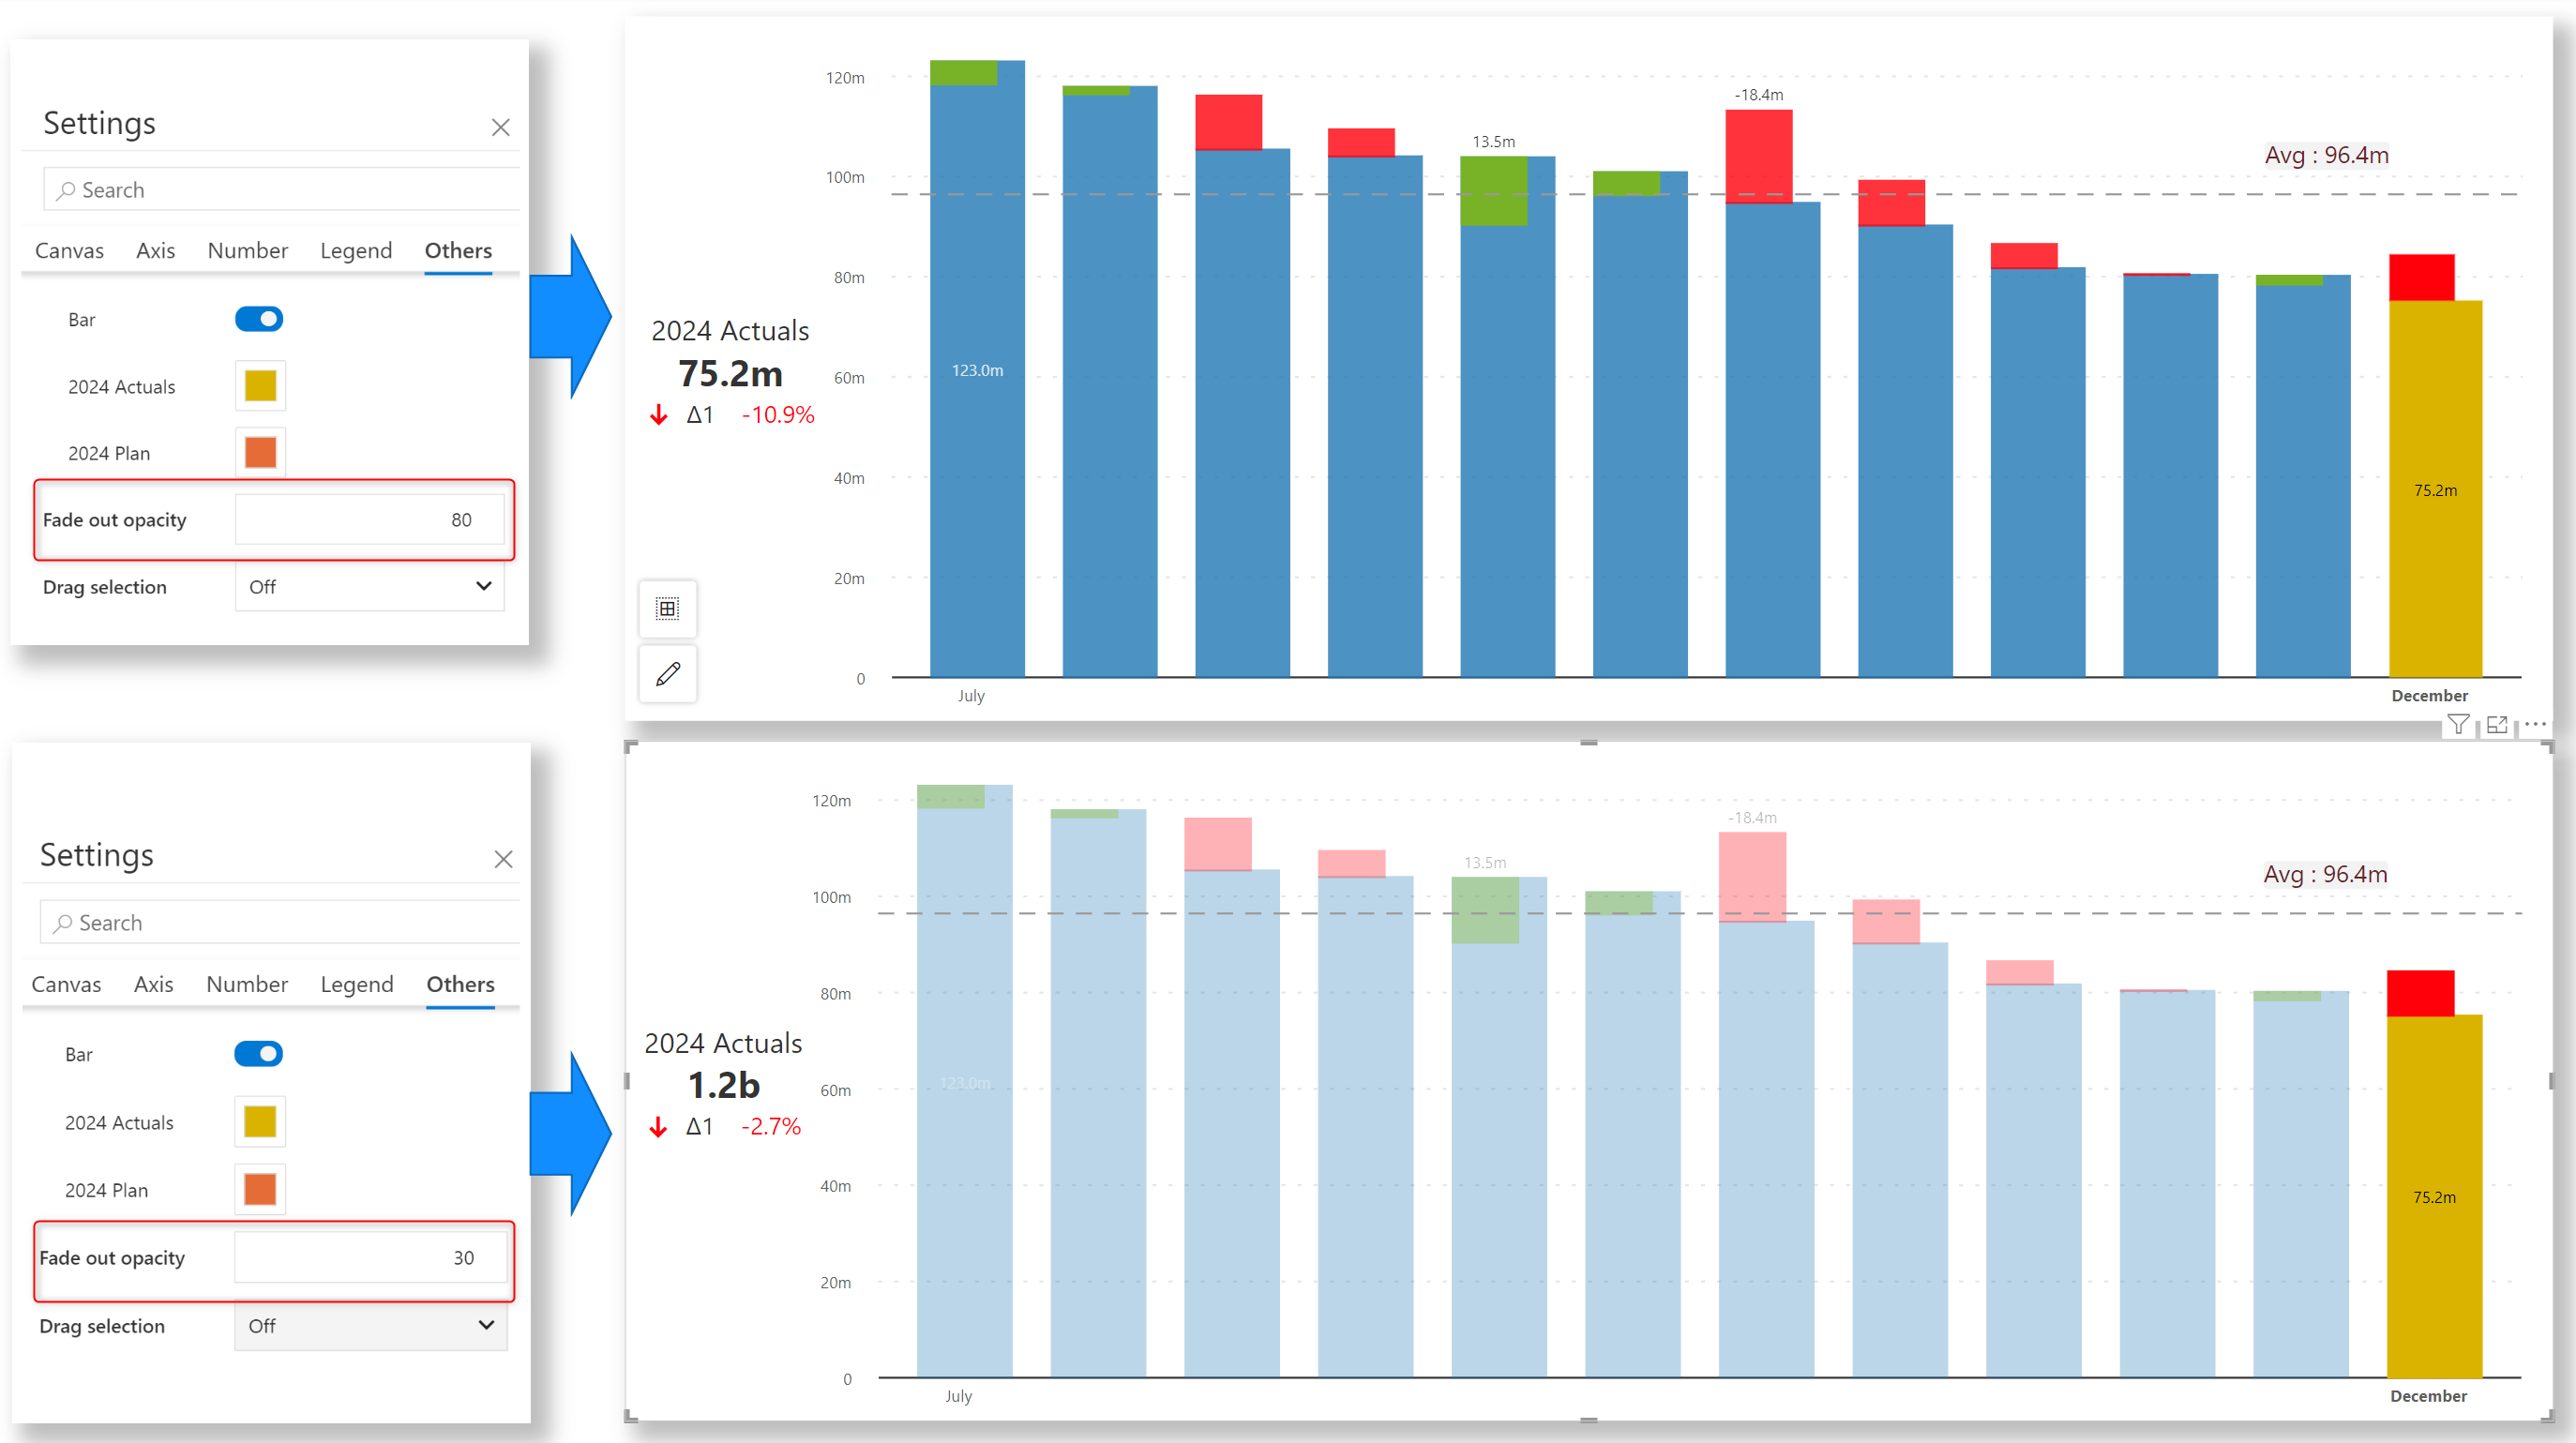 Settings
Search
Canvas Axis Number Legend Others
Bar
2024 Actuals
2024 Plan
Fade out opacity 80
Drag selection Off
2024 Actuals
75.2m
Δ1 -10.9%
120m
100m
80m
60m
40m
20m
0
-18.4m
13.5m
Avg : 96.4m
123.0m
75.2m
July
December
Settings
Search
Canvas Axis Number Legend Others
Bar
2024 Actuals
2024 Plan
Fade out opacity 30
Drag selection Off
2024 Actuals
1.2b
Δ1 -2.7%
120m
100m
80m
60m
40m
20m
0
-18.4m
13.5m
Avg : 96.4m
123.0m
75.2m
July
December